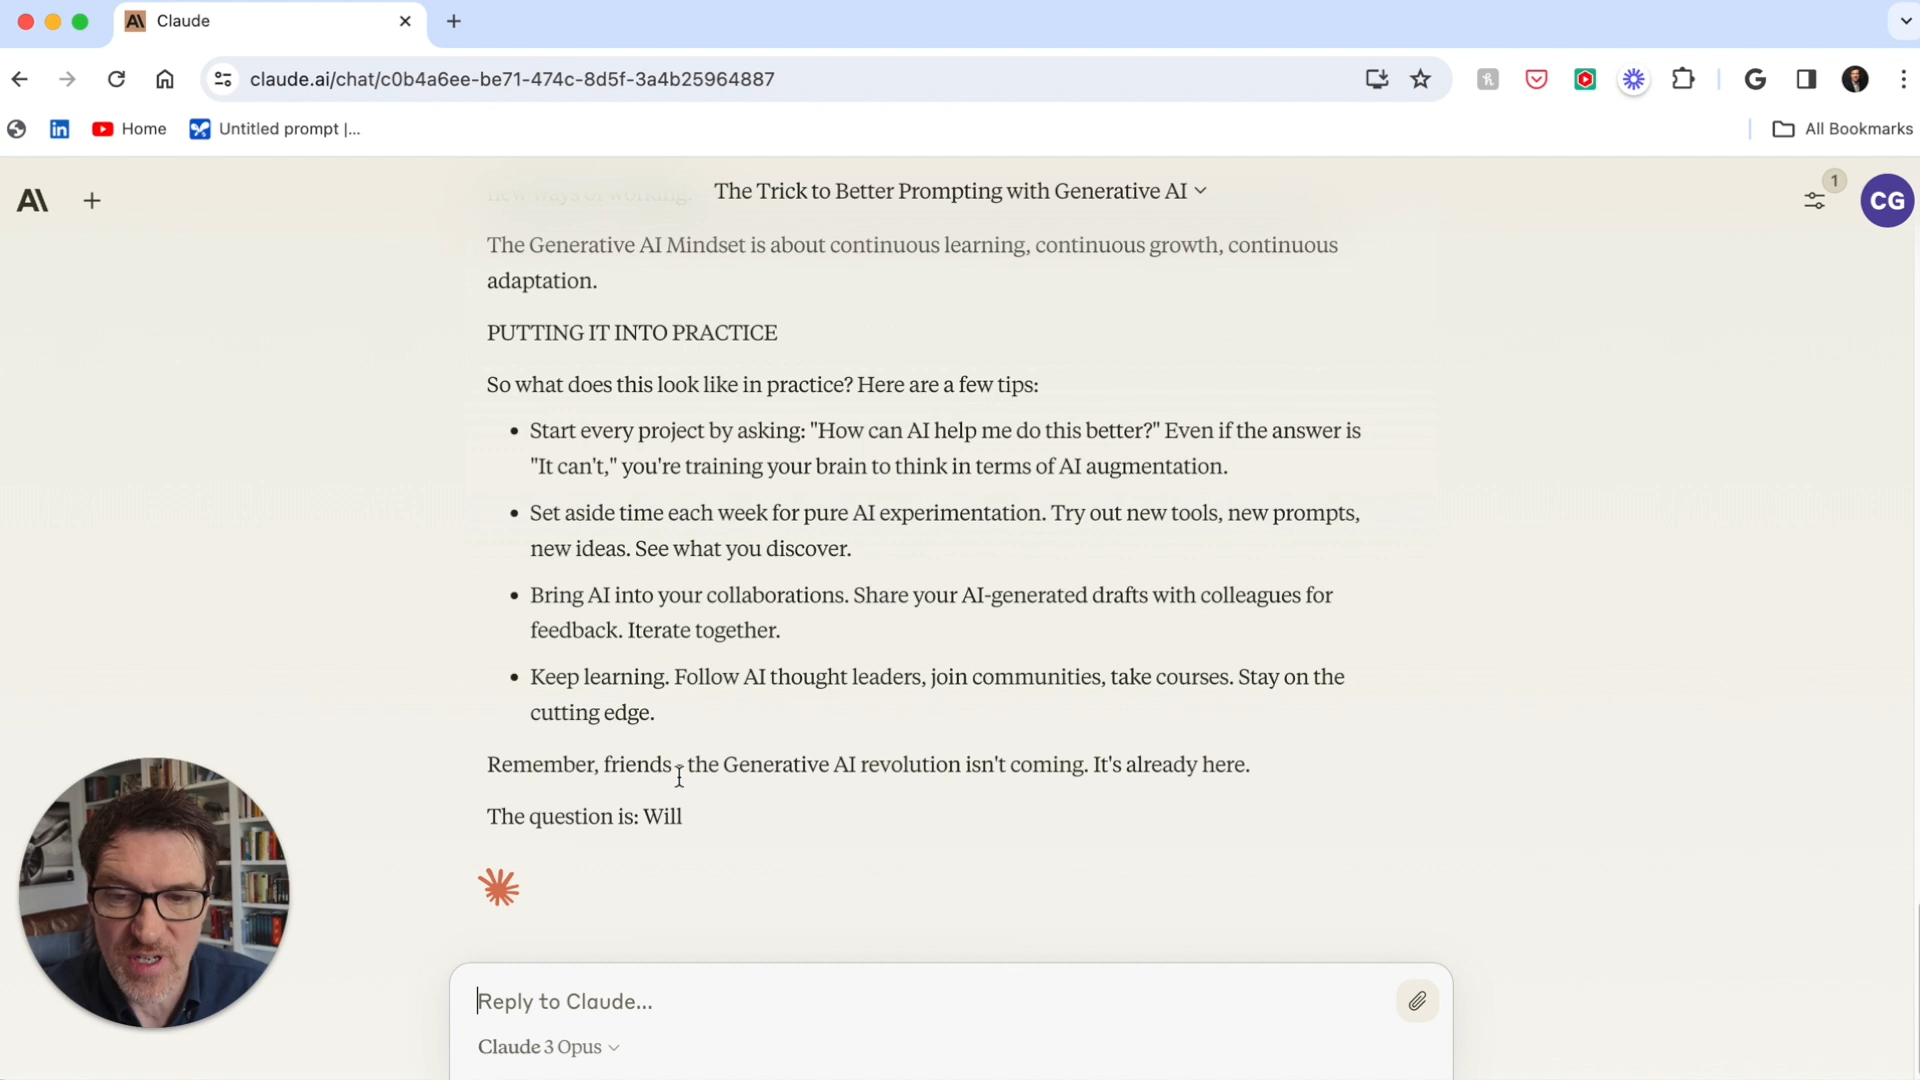 Claude
claude.ai/chat/c0b4a6ee-be71-474c-8d5f-3a4b25964887
Home
Untitled prompt |...
All Bookmarks
new ways of working.
The Trick to Better Prompting with Generative AI
1
CG
The Generative AI Mindset is about continuous learning, continuous growth, continuous
adaptation.
PUTTING IT INTO PRACTICE
So what does this look like in practice? Here are a few tips:
• Start every project by asking: "How can AI help me do this better?" Even if the answer is
"It can't," you're training your brain to think in terms of AI augmentation.
• Set aside time each week for pure AI experimentation. Try out new tools, new prompts,
new ideas. See what you discover.
• Bring AI into your collaborations. Share your AI-generated drafts with colleagues for
feedback. Iterate together.
• Keep learning. Follow AI thought leaders, join communities, take courses. Stay on the
cutting edge.
Remember, friends - the Generative AI revolution isn't coming. It's already here.
The question is: Will
Reply to Claude...
Claude 3 Opus